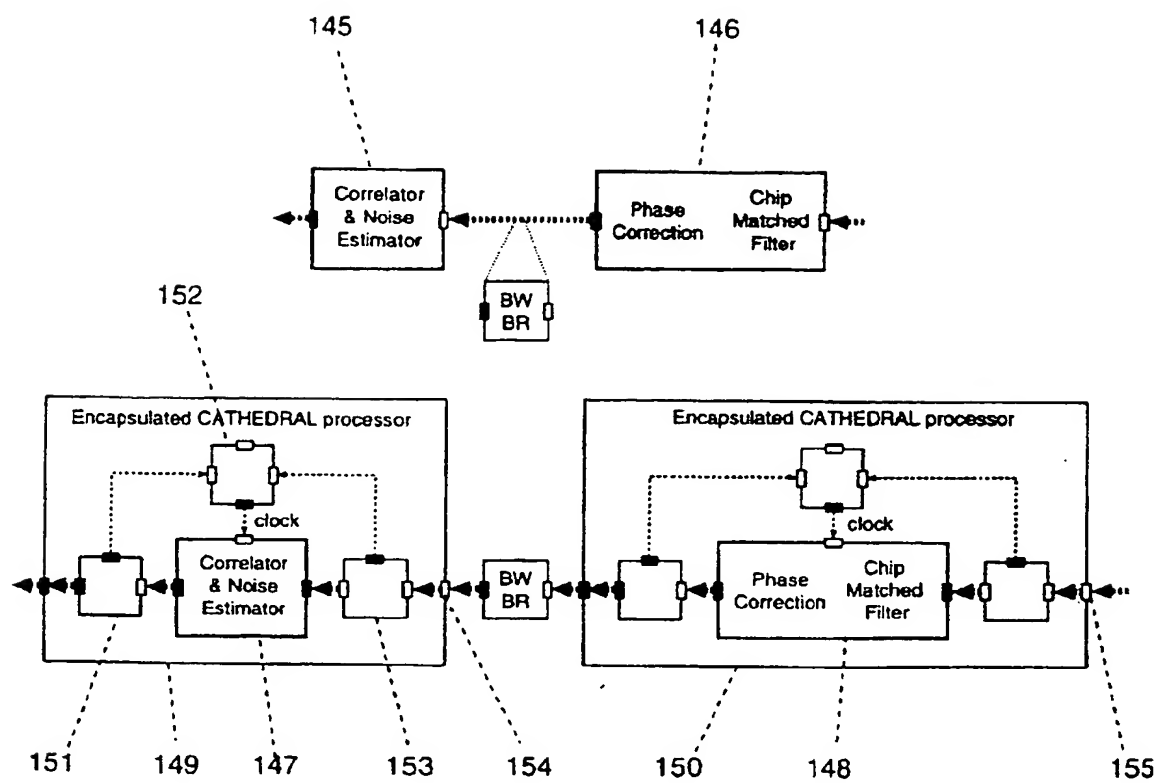 145
146
Correlator
& Noise
Estimator
Phase
Correction
Chip
Matched
Filter
BW
BR
152
Encapsulated CATHEDRAL processor
Encapsulated CATHEDRAL processor
clock
clock
Correlator
& Noise
Estimator
BW
BR
Phase
Correction
Chip
Matched
Filter
151
149
147
153
154
150
148
155